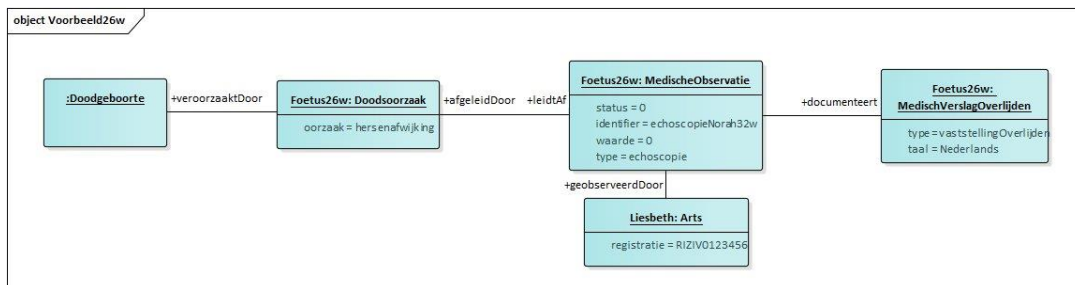 object Voorbeeld26w
:Doodgeboorte
+veroorzaaktDoor
Foetus26w: Doodsoorzaak
oorzaak = hersenafwijking
+afgeleidDoor
+leidtAf
Foetus26w: MedischeObservatie
status = 0
identifier = echoscopieNorah32w
waarde = 0
type = echoscopie
+documenteert
Foetus26w:
MedischVerslagOverlijden
type = vaststellingOverlijden
taal = Nederlands
+geobserveerdDoor
Liesbeth: Arts
registratie = RIZIV0123456